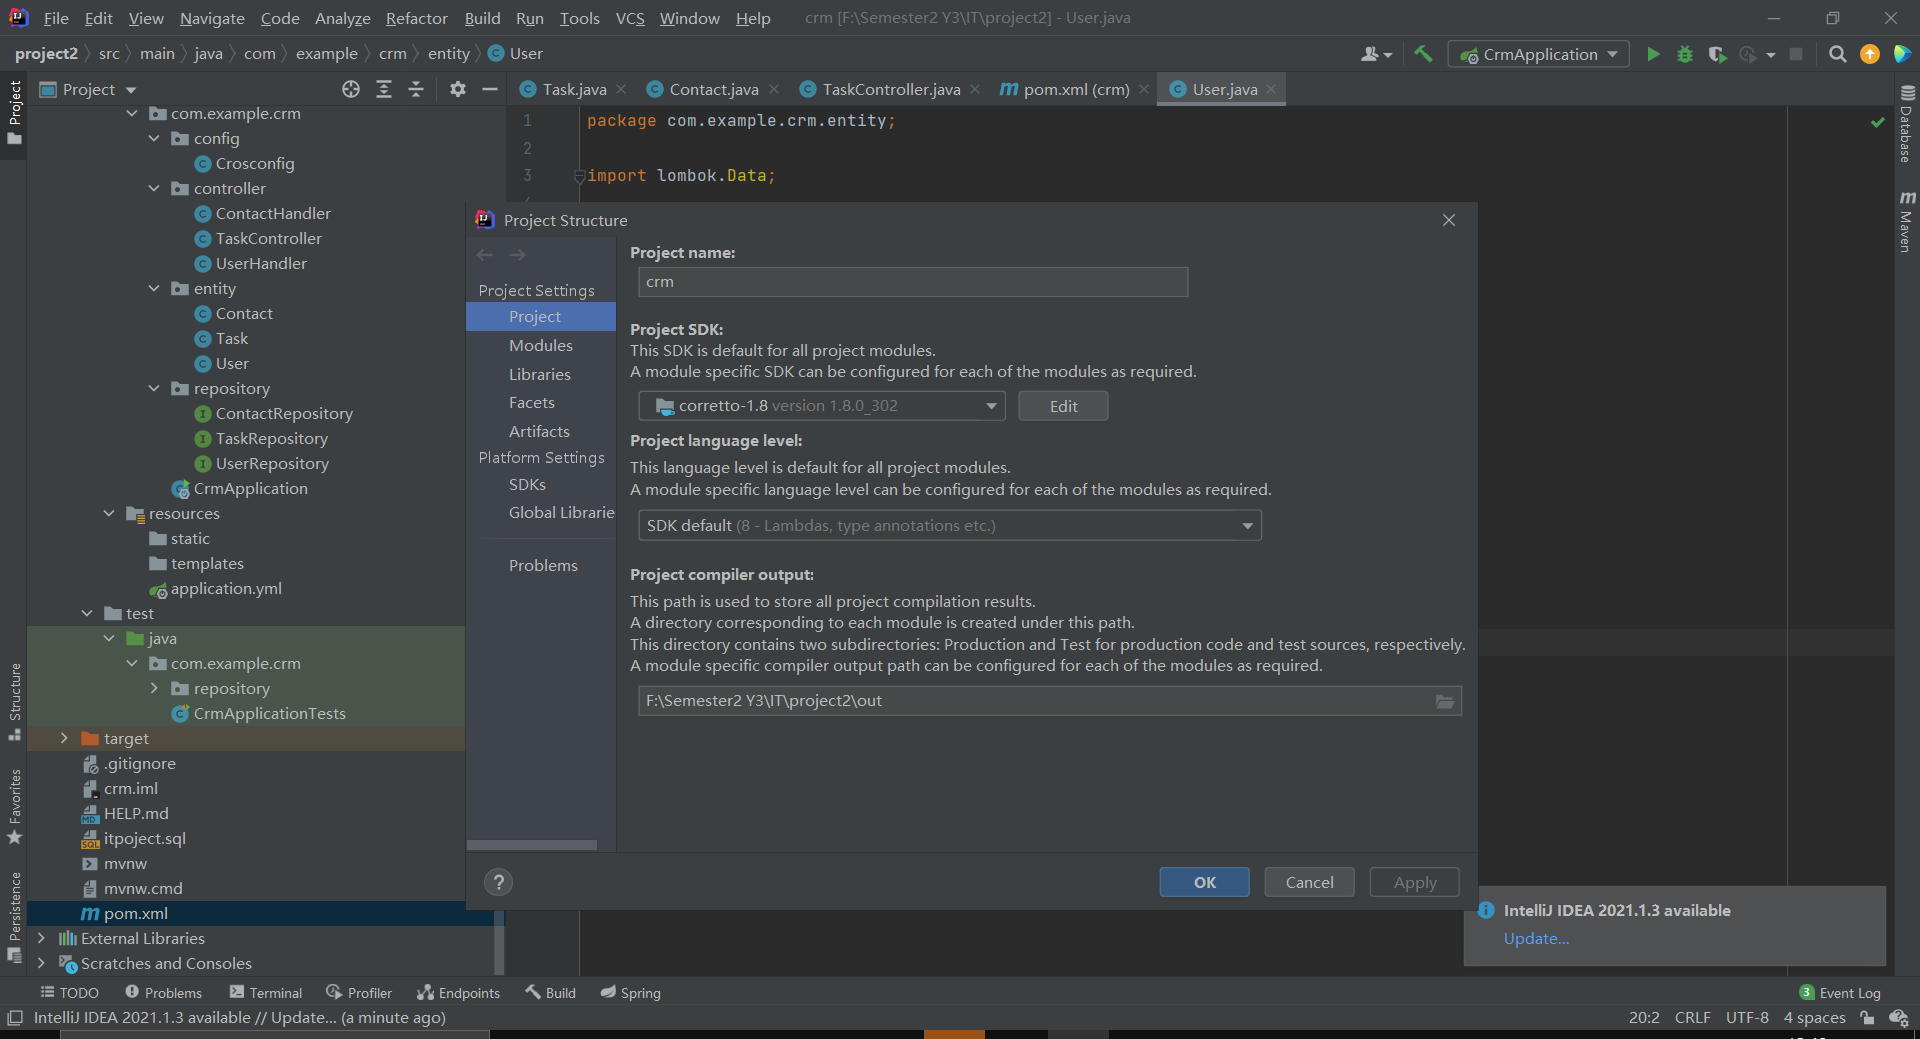 File Edit View Navigate Code Analyze Refactor Build Run Tools VCS Window Help crm [F:\Semester2 Y3\IT\project2] - User.java
project2 src main java com example crm entity User CrmApplication
Project Task.java Contact.java TaskController.java pom.xml (crm) User.java
Project
com.example.crm
config
Crosconfig
controller
ContactHandler
TaskController
UserHandler
entity
Contact
Task
User
repository
ContactRepository
TaskRepository
UserRepository
CrmApplication
resources
static
templates
application.yml
test
java
com.example.crm
repository
CrmApplicationTests
target
.gitignore
crm.iml
HELP.md
itpoject.sql
mvnw
mvnw.cmd
pom.xml
External Libraries
Scratches and Consoles
Structure
Favorites
Persistence
1 package com.example.crm.entity;
2
3 import lombok.Data;
Database
Maven
Project Structure
Project Settings
Project
Modules
Libraries
Facets
Artifacts
Platform Settings
SDKs
Global Librarie
Problems
Project name:
crm
Project SDK:
This SDK is default for all project modules.
A module specific SDK can be configured for each of the modules as required.
corretto-1.8 version 1.8.0_302 Edit
Project language level:
This language level is default for all project modules.
A module specific language level can be configured for each of the modules as required.
SDK default (8 - Lambdas, type annotations etc.)
Project compiler output:
This path is used to store all project compilation results.
A directory corresponding to each module is created under this path.
This directory contains two subdirectories: Production and Test for production code and test sources, respectively.
A module specific compiler output path can be configured for each of the modules as required.
F:\Semester2 Y3\IT\project2\out
? OK Cancel Apply
IntelliJ IDEA 2021.1.3 available
Update...
TODO Problems Terminal Profiler Endpoints Build Spring 3 Event Log
IntelliJ IDEA 2021.1.3 available // Update... (a minute ago) 20:2 CRLF UTF-8 4 spaces